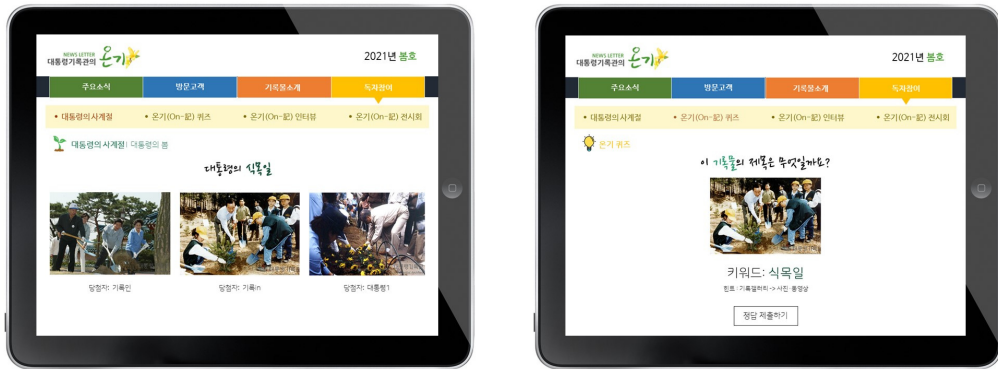 NEWS LETTER
대통령기록관의 온기
2021년 봄호
주요소식 방문고객 기록물소개 독자참여
• 대통령의 사계절 • 온기(On-記) 퀴즈 • 온기(On-記) 인터뷰 • 온기(On-記) 전시회
대통령의 사계절 | 대통령의 봄
대통령의 식목일
당첨자: 기록인 당첨자: 기록in 당첨자: 대통령1
NEWS LETTER
대통령기록관의 온기
2021년 봄호
주요소식 방문고객 기록물소개 독자참여
• 대통령의 사계절 • 온기(On-記) 퀴즈 • 온기(On-記) 인터뷰 • 온기(On-記) 전시회
온기 퀴즈
이 기록물의 제목은 무엇일까요?
키워드: 식목일
힌트 : 기록갤러리 -> 사진·동영상
정답 제출하기